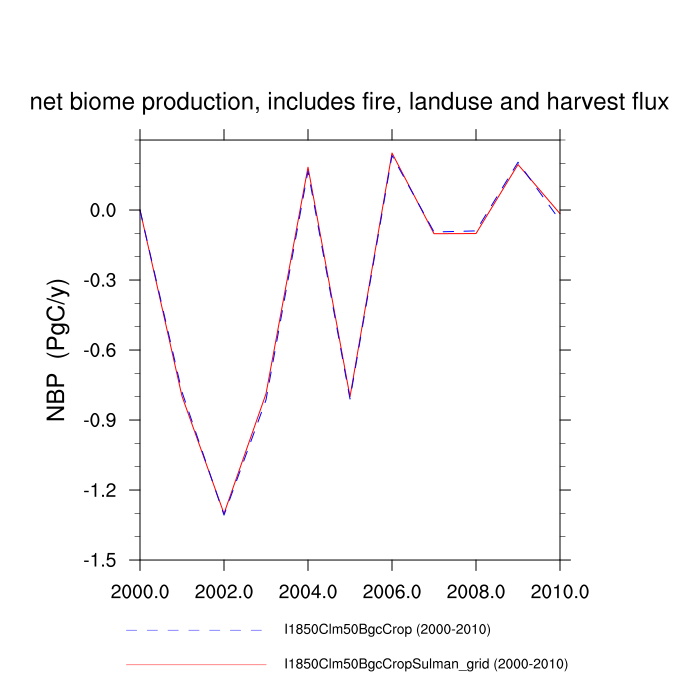 net biome production, includes fire, landuse and harvest flux
NBP (PgC/y)
0.0
-0.3
-0.6
-0.9
-1.2
-1.5
2000.0 2002.0 2004.0 2006.0 2008.0 2010.0
I1850Clm50BgcCrop (2000-2010)
I1850Clm50BgcCropSulman_grid (2000-2010)